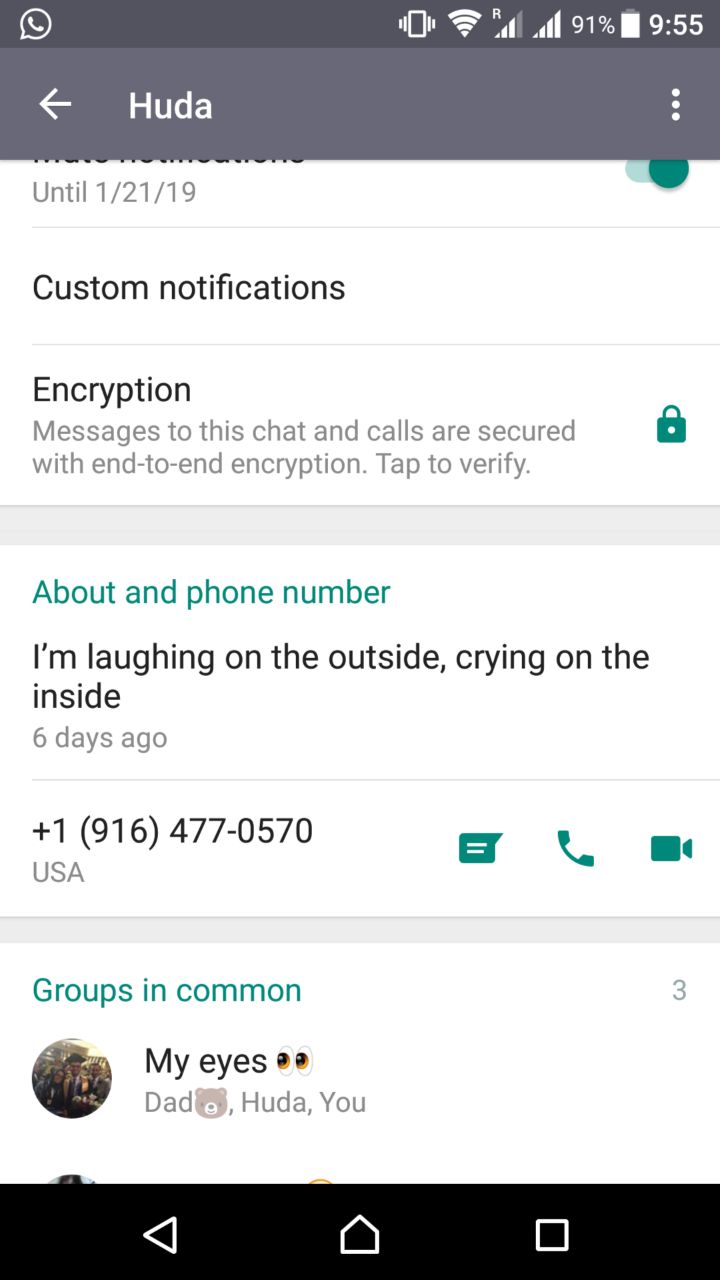 R 91% 9:55
Huda
Mute notifications
Until 1/21/19
Custom notifications
Encryption
Messages to this chat and calls are secured
with end-to-end encryption. Tap to verify.
About and phone number
I’m laughing on the outside, crying on the
inside
6 days ago
+1 (916) 477-0570
USA
Groups in common 3
My eyes 👀
Dad🐻, Huda, You